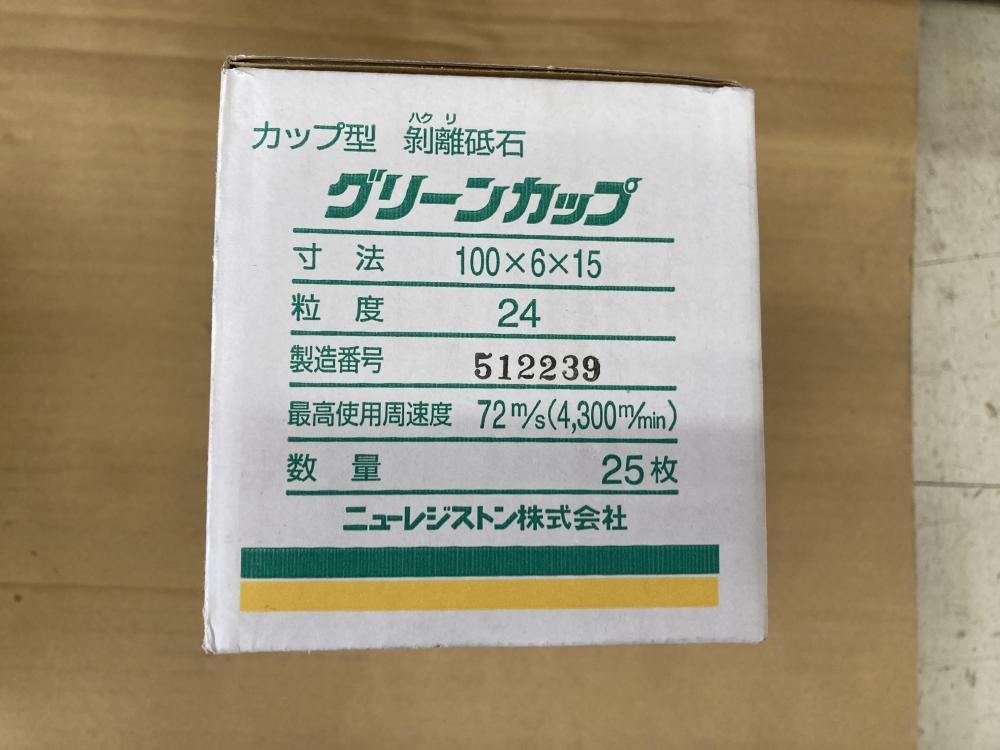 ハクリ
カップ型 剝離砥石
グリーンカップ
寸法 100×6×15
粒度 24
製造番号 512239
最高使用周速度 72m/s(4,300m/min)
数量 25枚
ニューレジストン株式会社